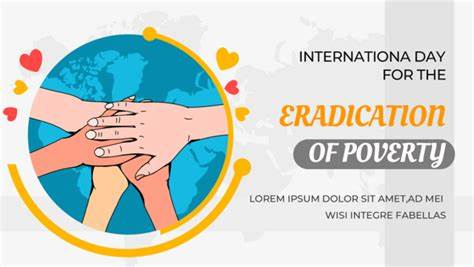 INTERNATIONA DAY
FOR THE
ERADICATION
OF POVERTY
LOREM IPSUM DOLOR SIT AMET,AD MEI
WISI INTEGRE FABELLAS